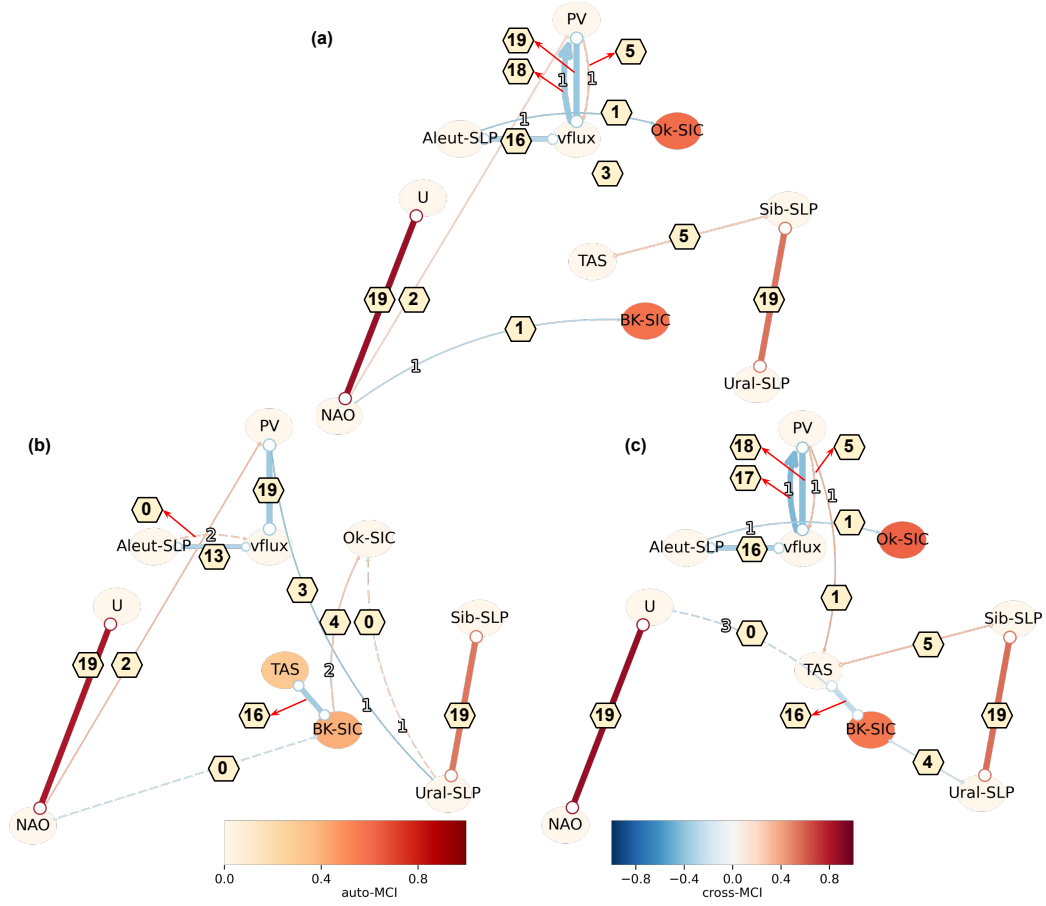 (a)
PV
19
18
5
1
1
1
1
Aleut-SLP
16
vflux
Ok-SIC
3
U
Sib-SLP
5
TAS
19
2
19
BK-SIC
1
1
Ural-SLP
NAO
(b)
PV
19
0
2
Aleut-SLP
13
vflux
Ok-SIC
3
U
4
0
Sib-SLP
19
2
TAS
2
16
1
19
BK-SIC
1
0
Ural-SLP
NAO
(c)
PV
18
5
17
1
1
1
1
1
Aleut-SLP
16
vflux
Ok-SIC
1
U
3
0
Sib-SLP
5
TAS
19
16
19
BK-SIC
4
Ural-SLP
NAO
0.0 0.4 0.8
auto-MCI
−0.8 −0.4 0.0 0.4 0.8
cross-MCI